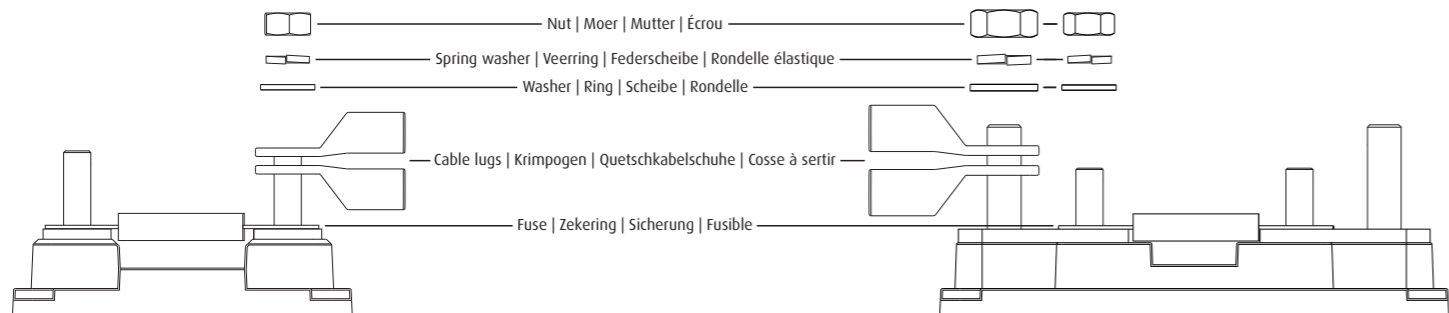 Nut | Moer | Mutter | Écrou
Spring washer | Veerring | Federscheibe | Rondelle élastique
Washer | Ring | Scheibe | Rondelle
Cable lugs | Krimpogen | Quetschkabelschuhe | Cosse à sertir
Fuse | Zekering | Sicherung | Fusible